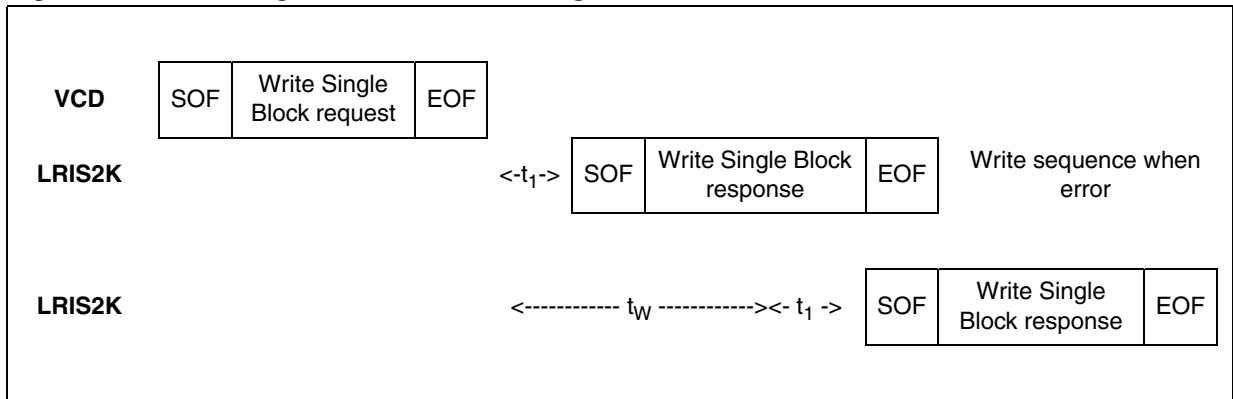 VCD SOF Write Single EOF
Block request
LRIS2K <-t1-> SOF Write Single Block EOF Write sequence when
response error
LRIS2K <------------ tW ------------><- t1 -> SOF Write Single EOF
Block response